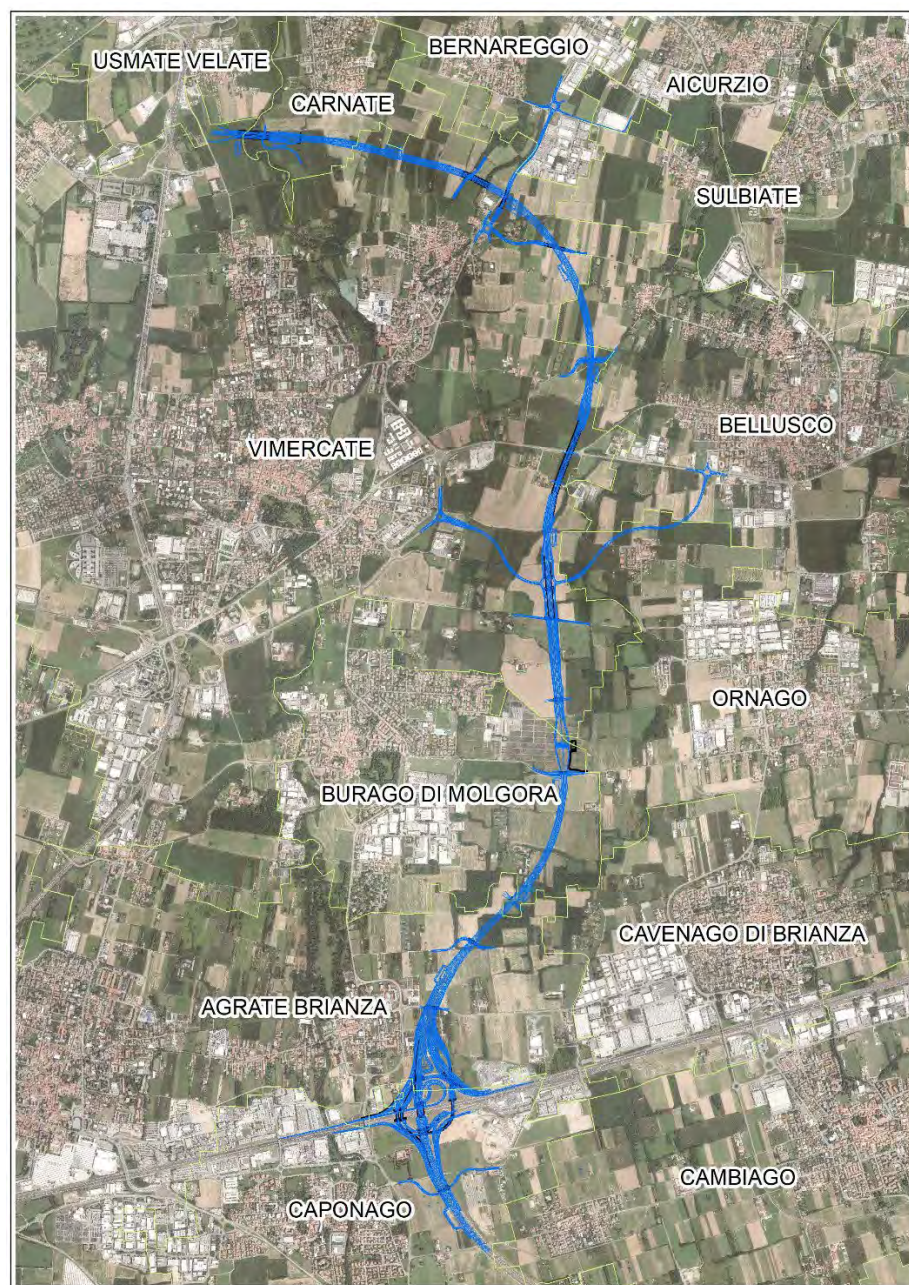 BERNAREGGIO
USMATE VELATE
AICURZIO
CARNATE
SULBIATE
BELLUSCO
VIMERCATE
ORNAGO
BURAGO DI MOLGORA
CAVENAGO DI BRIANZA
AGRATE BRIANZA
CAMBIAGO
CAPONAGO